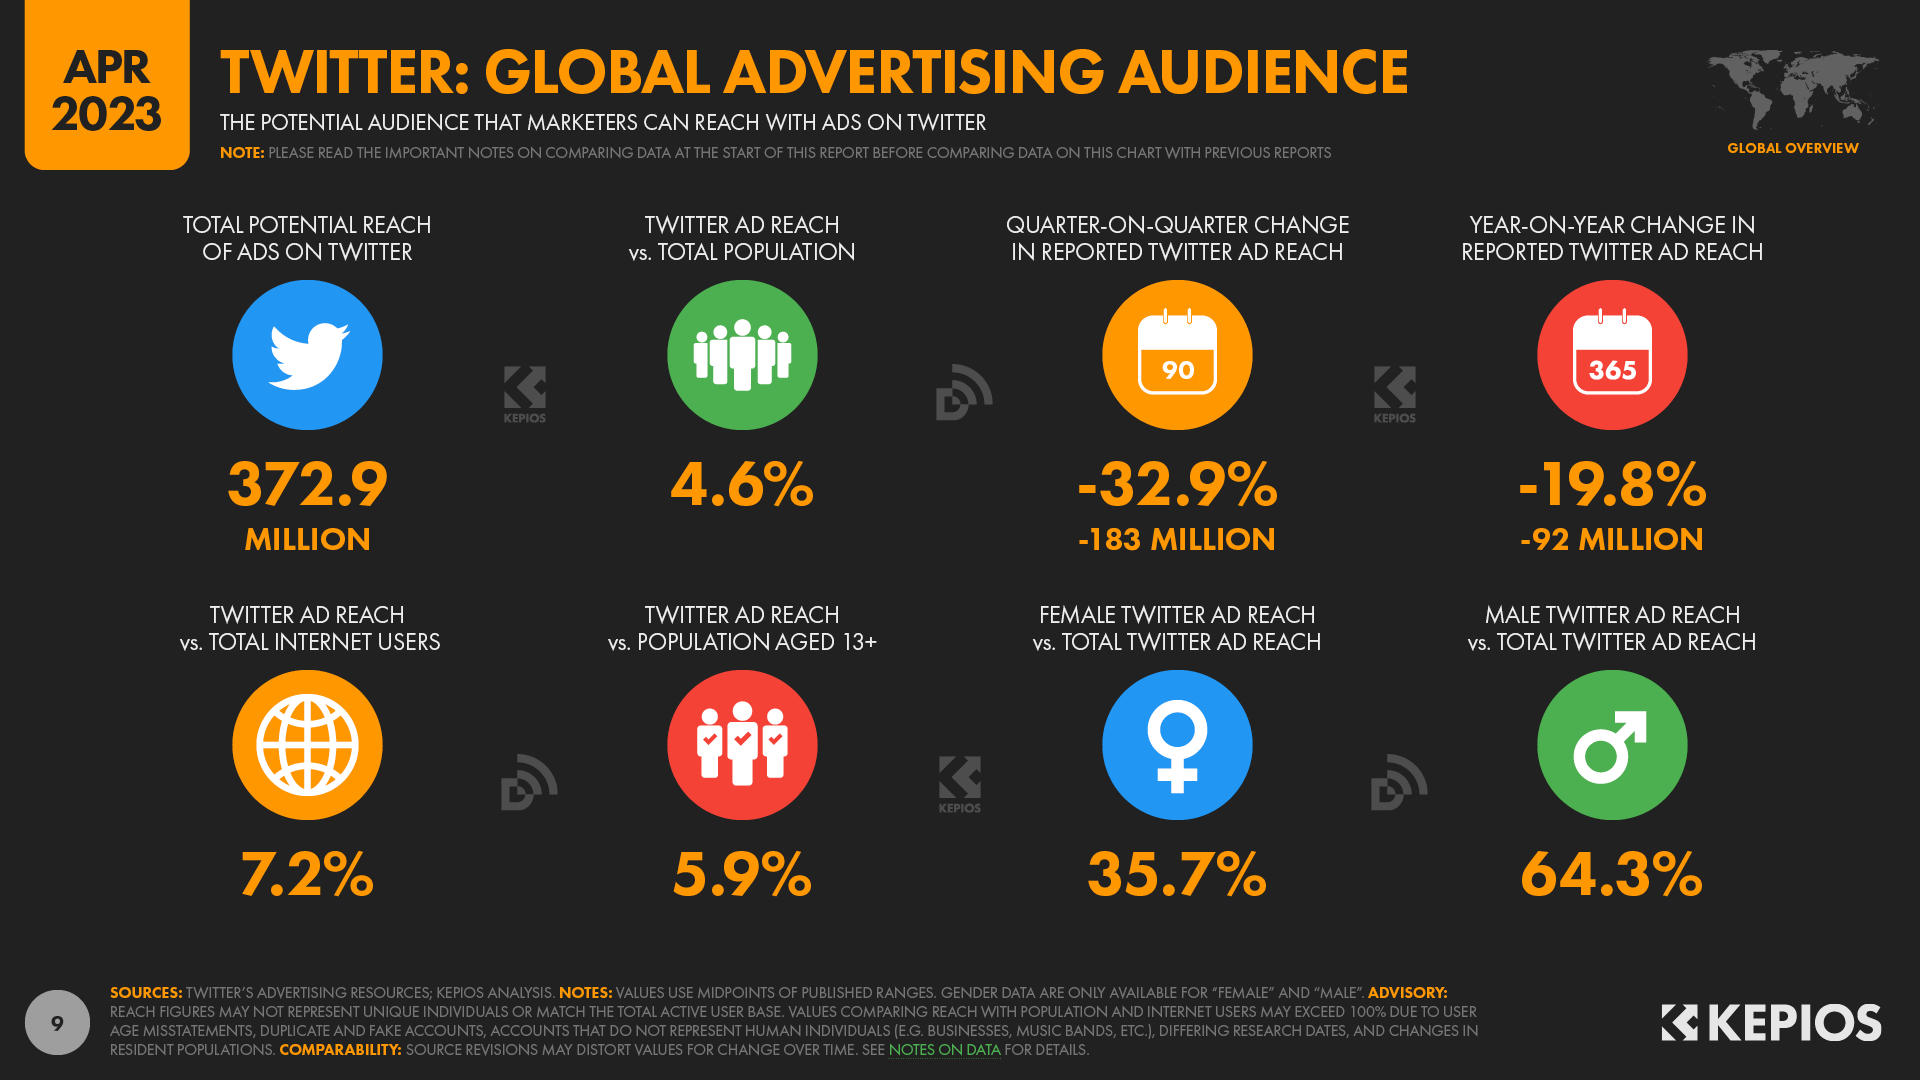 APR
2023
TWITTER: GLOBAL ADVERTISING AUDIENCE
THE POTENTIAL AUDIENCE THAT MARKETERS CAN REACH WITH ADS ON TWITTER
NOTE: PLEASE READ THE IMPORTANT NOTES ON COMPARING DATA AT THE START OF THIS REPORT BEFORE COMPARING DATA ON THIS CHART WITH PREVIOUS REPORTS
GLOBAL OVERVIEW
TOTAL POTENTIAL REACH
OF ADS ON TWITTER
372.9
MILLION
KEPIOS
TWITTER AD REACH
vs. TOTAL POPULATION
4.6%
QUARTER-ON-QUARTER CHANGE
IN REPORTED TWITTER AD REACH
90
-32.9%
-183 MILLION
KEPIOS
YEAR-ON-YEAR CHANGE IN
REPORTED TWITTER AD REACH
365
-19.8%
-92 MILLION
TWITTER AD REACH
vs. TOTAL INTERNET USERS
7.2%
TWITTER AD REACH
vs. POPULATION AGED 13+
5.9%
KEPIOS
FEMALE TWITTER AD REACH
vs. TOTAL TWITTER AD REACH
35.7%
MALE TWITTER AD REACH
vs. TOTAL TWITTER AD REACH
64.3%
9
SOURCES: TWITTER'S ADVERTISING RESOURCES; KEPIOS ANALYSIS. NOTES: VALUES USE MIDPOINTS OF PUBLISHED RANGES. GENDER DATA ARE ONLY AVAILABLE FOR “FEMALE” AND “MALE”. ADVISORY:
REACH FIGURES MAY NOT REPRESENT UNIQUE INDIVIDUALS OR MATCH THE TOTAL ACTIVE USER BASE. VALUES COMPARING REACH WITH POPULATION AND INTERNET USERS MAY EXCEED 100% DUE TO USER
AGE MISSTATEMENTS, DUPLICATE AND FAKE ACCOUNTS, ACCOUNTS THAT DO NOT REPRESENT HUMAN INDIVIDUALS (E.G. BUSINESSES, MUSIC BANDS, ETC.), DIFFERING RESEARCH DATES, AND CHANGES IN
RESIDENT POPULATIONS. COMPARABILITY: SOURCE REVISIONS MAY DISTORT VALUES FOR CHANGE OVER TIME. SEE NOTES ON DATA FOR DETAILS.
KEPIOS